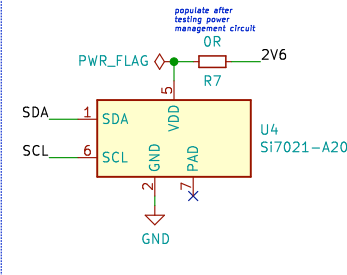 populate after
testing power
management circuit
0R
PWR_FLAG
2V6
R7
5
SDA
1
SDA
VDD
U4
Si7021-A20
SCL
6
SCL
GND
PAD
2
7
GND